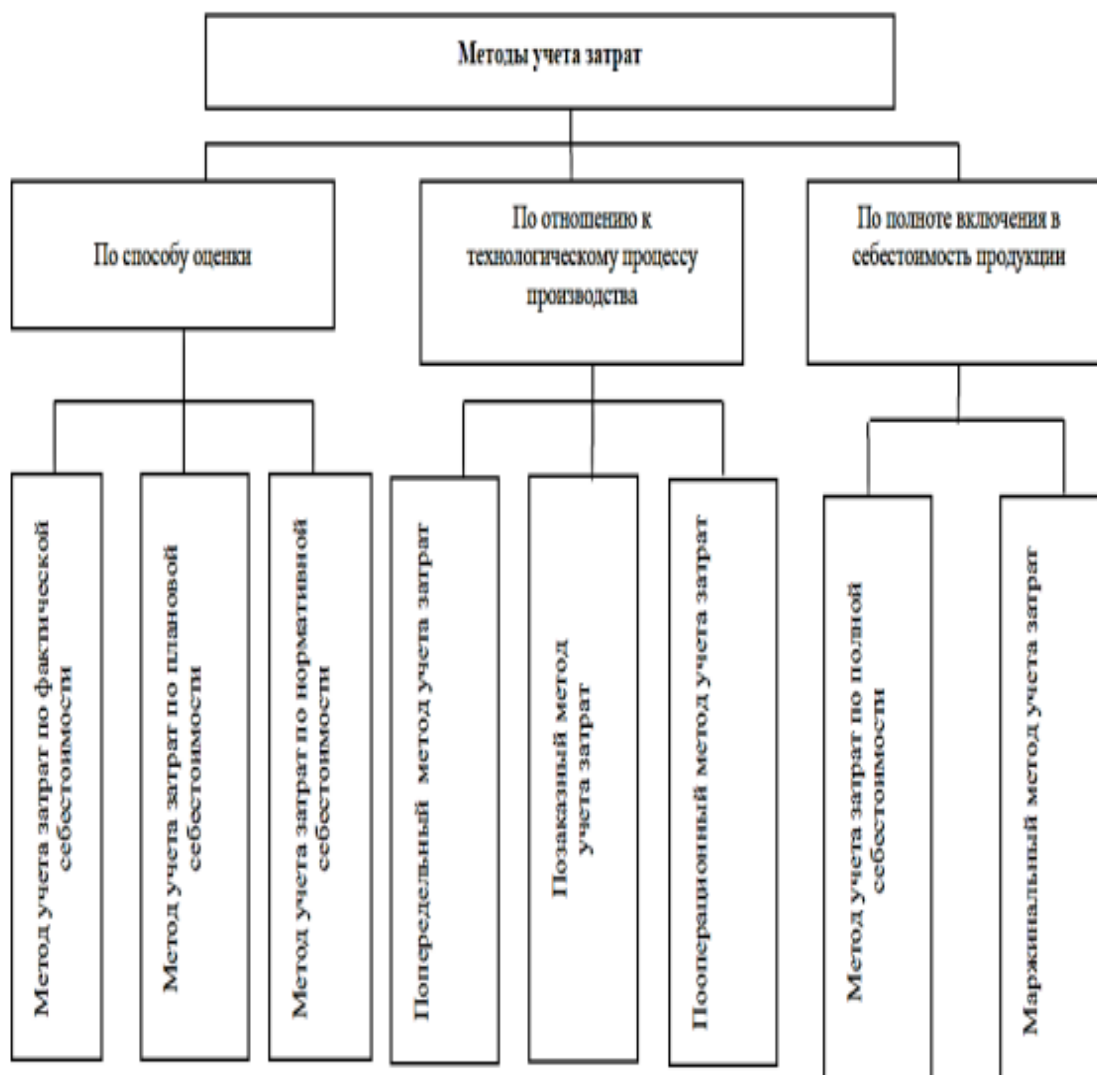 Методы учета затрат
По способу оценки
По отношению к
технологическому процессу
производства
По полноте включения в
себестоимость продукции
Метод учета затрат по фактической
себестоимости
Метод учета затрат по плановой
себестоимости
Метод учета затрат по нормативной
себестоимости
Попередельный метод учета затрат
Позаказный метод
учета затрат
Пооперационный метод учета затрат
Метод учета затрат по полной
себестоимости
Маржинальный метод учета затрат